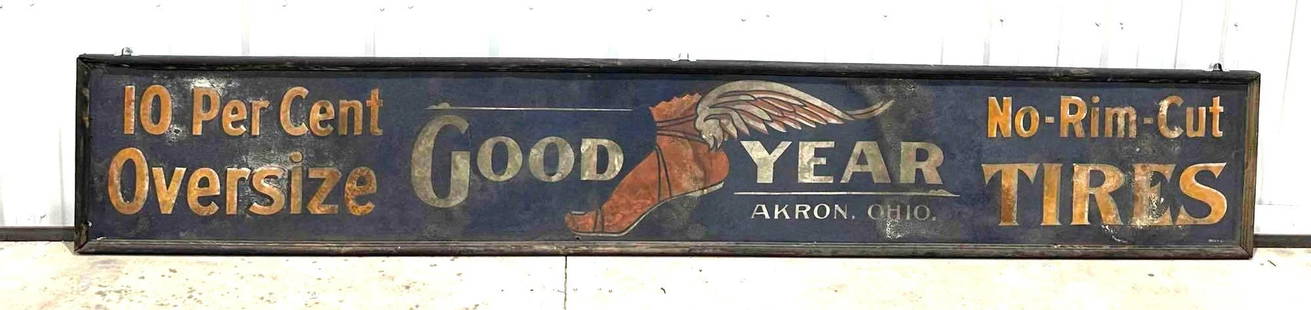 10 Per Cent
Oversize
GOOD YEAR
AKRON, OHIO.
No-Rim-Cut
TIRES